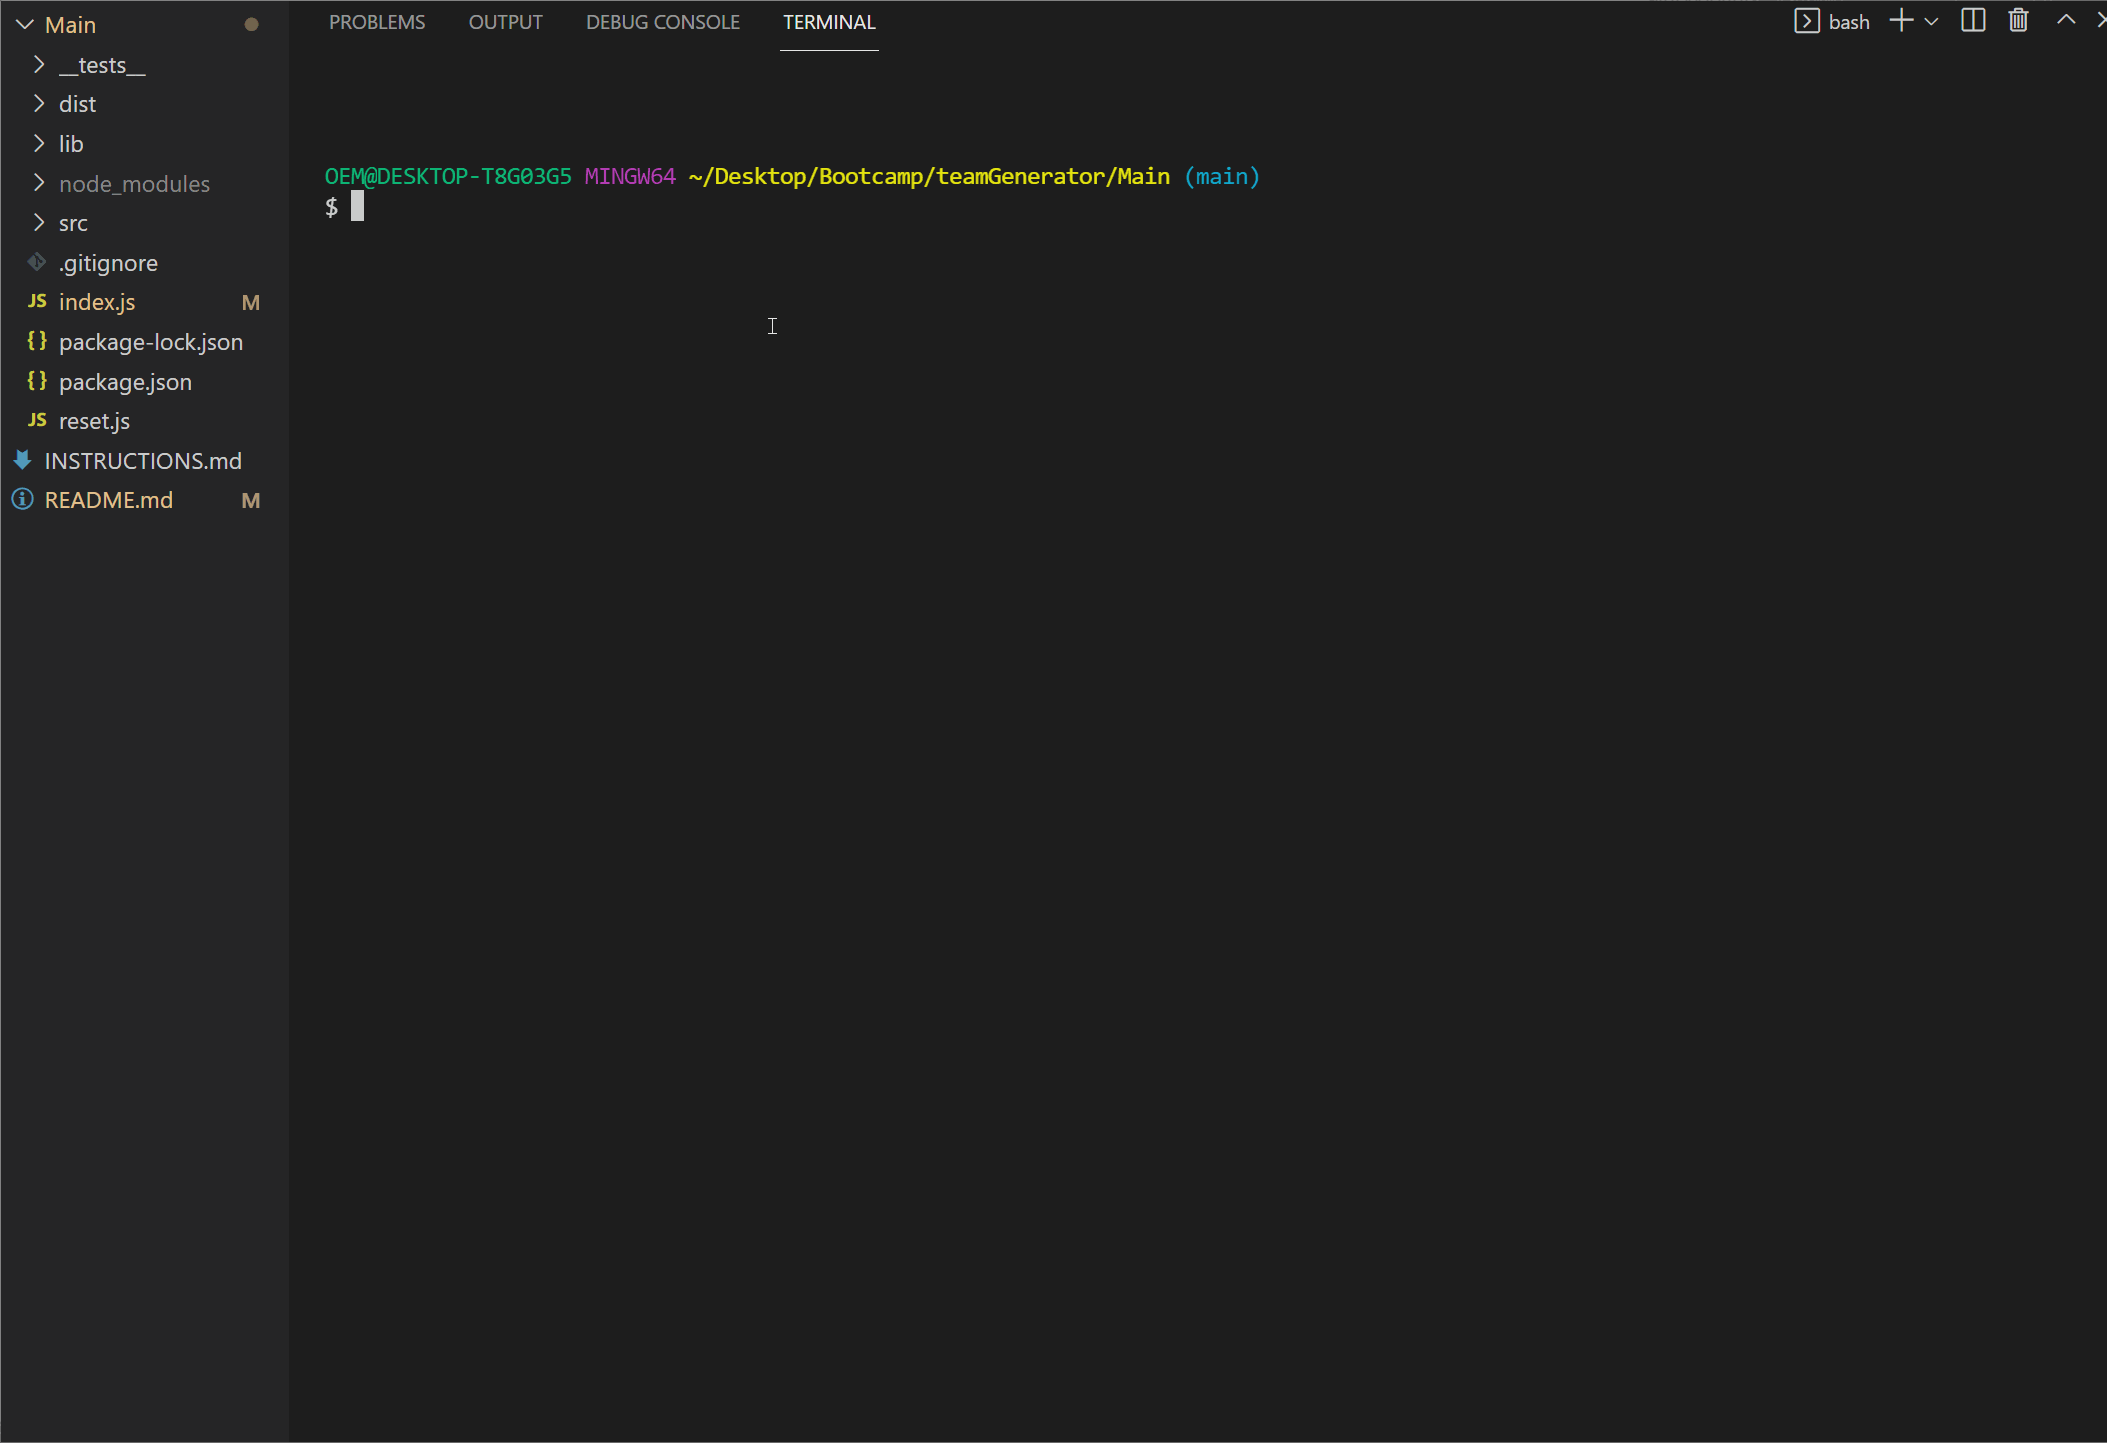 Main
__tests__
dist
lib
node_modules
src
.gitignore
JS index.js M
{} package-lock.json
{} package.json
JS reset.js
INSTRUCTIONS.md
README.md M
PROBLEMS OUTPUT DEBUG CONSOLE TERMINAL
bash
OEM@DESKTOP-T8G03G5 MINGW64 ~/Desktop/Bootcamp/teamGenerator/Main (main)
$